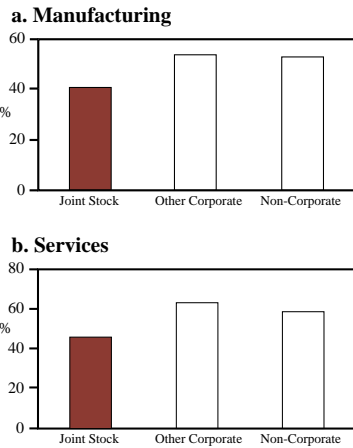 a. Manufacturing
60
40
%
20
0
Joint Stock Other Corporate Non-Corporate
b. Services
80
60
%
40
20
0
Joint Stock Other Corporate Non-Corporate